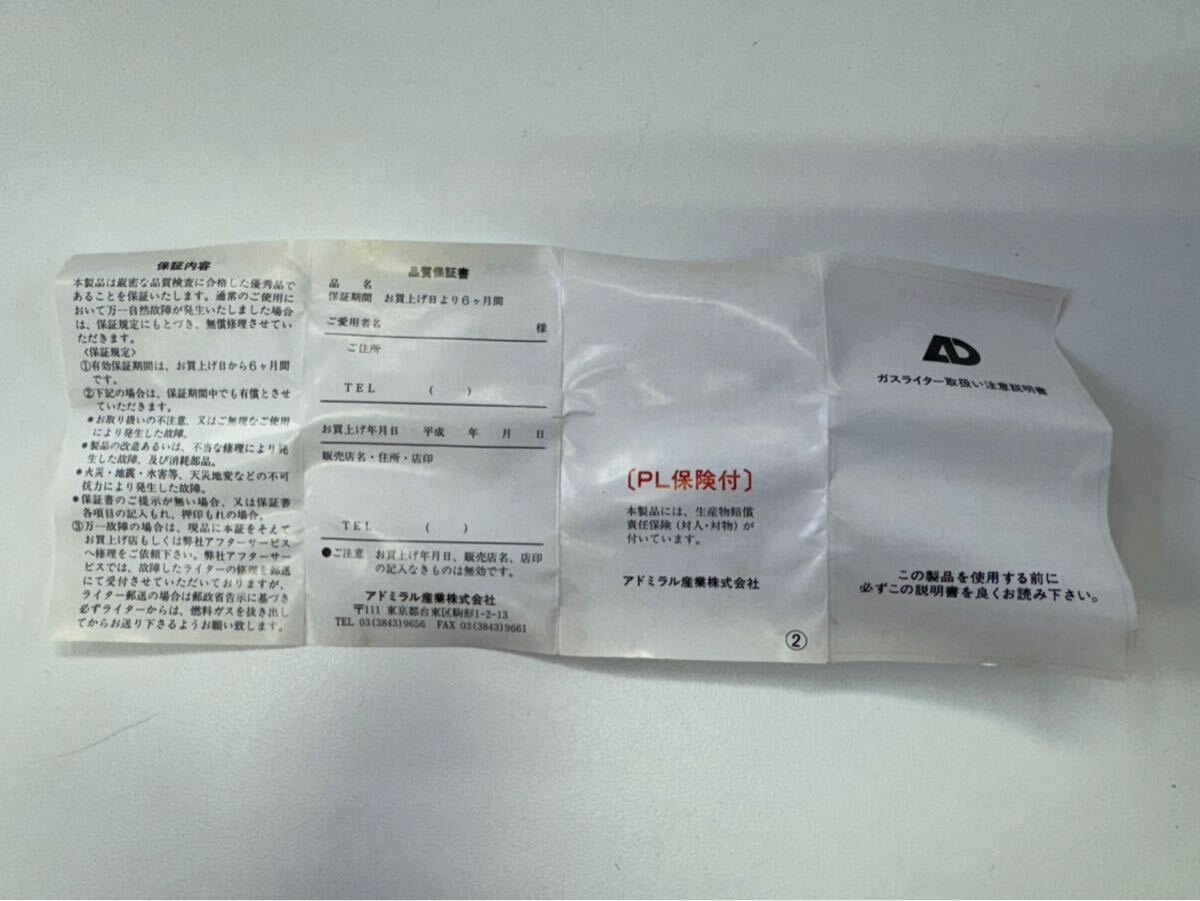 保証内容
本製品は厳密な品質検査に合格した優秀品で
あることを保証いたします。通常のご使用に
おいて万一自然故障が発生いたしました場合
は、保証規定にもとづき、無償修理させてい
ただきます。
〈保証規定〉
①有効保証期間は、お買上げ日から6ヶ月間
です。
②下記の場合は、保証期間中でも有償とさせ
ていただきます。
*お取り扱いの不注意、又はご無理なご使用
により発生した故障。
*製品の改造あるいは、不当な修理により発
生した故障、及び消耗部品。
*火災・地震・水害等、天災地変などの不可
抗力により発生した故障。
*保証書のご提示が無い場合、又は保証書
各項目の記入もれ、押印もれの場合。
③万一故障の場合は、現品に本証をそえて
お買上げ店もしくは弊社アフターサービス
へ修理をご依頼下さい。弊社アフターサー
ビスでは、故障したライターの修理を郵送
にて受付させていただいておりますが、
ライター郵送の場合は郵政省告示に基づき
必ずライターからは、燃料ガスを抜き出し
てからお送り下さるようお願い致します。
品質保証書
品 名
保証期間 お買上げ日より6ヶ月間
ご愛用者名 様
ご住所
TEL ( )
お買上げ年月日 平成 年 月 日
販売店名・住所・店印
TEL ( )
●ご注意 お買上げ年月日、販売店名、店印
の記入なきものは無効です。
アドミラル産業株式会社
〒111 東京都台東区駒形1-2-13
TEL 03(3843)9656 FAX 03(3843)9661
〔PL保険付〕
本製品には、生産物賠償
責任保険(対人・対物)が
付いています。
アドミラル産業株式会社
②
AD
ガスライター取扱い注意説明書
この製品を使用する前に
必ずこの説明書を良くお読み下さい。